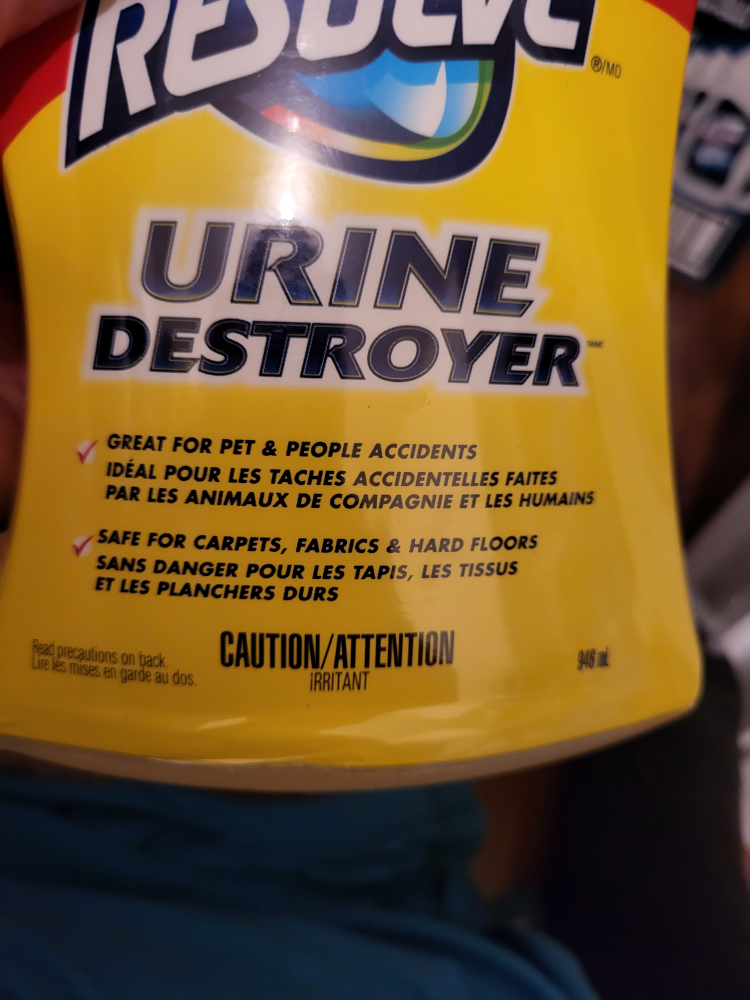 RESOLVE
®/MD
URINE
DESTROYER™
GREAT FOR PET & PEOPLE ACCIDENTS
IDÉAL POUR LES TACHES ACCIDENTELLES FAITES
PAR LES ANIMAUX DE COMPAGNIE ET LES HUMAINS
SAFE FOR CARPETS, FABRICS & HARD FLOORS
SANS DANGER POUR LES TAPIS, LES TISSUS
ET LES PLANCHERS DURS
Read precautions on back.
Lire les mises en garde au dos.
CAUTION/ATTENTION
IRRITANT
946 mL